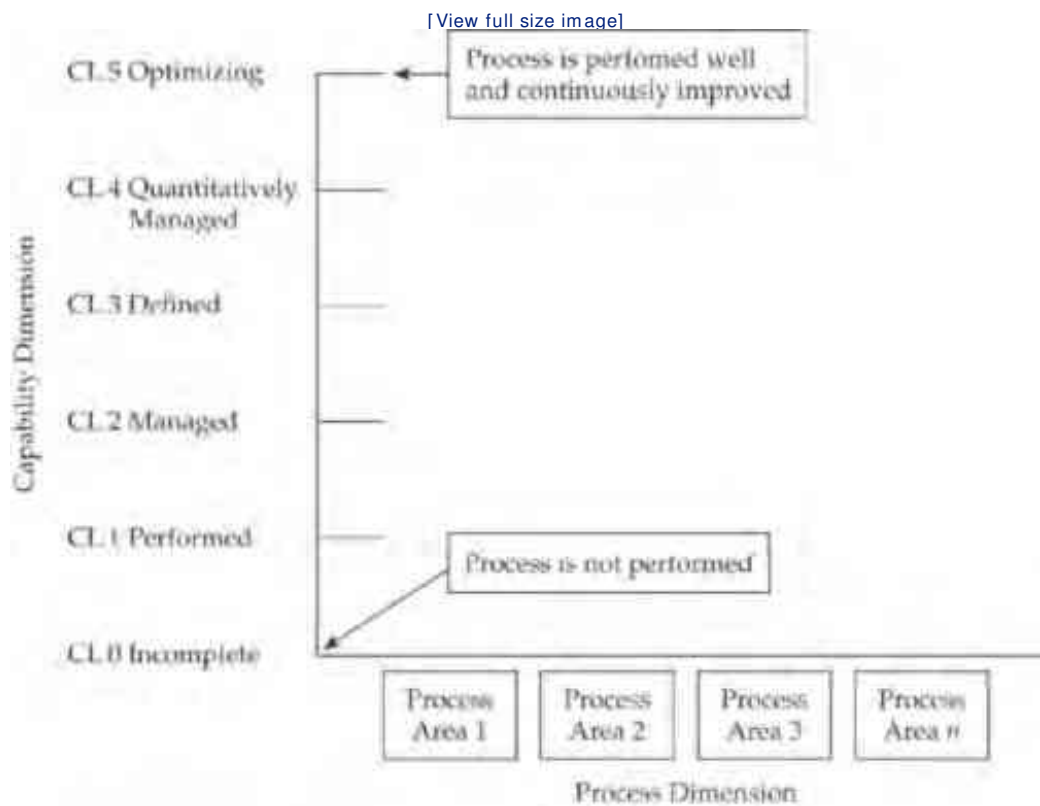 [View full size image]
CL 5 Optimizing
Process is perfomed well
and continuously improved
CL 4 Quantitatively
Managed
CL 3 Defined
Capability Dimension
CL 2 Managed
CL 1 Performed
Process is not performed
CL 0 Incomplete
Process
Area 1
Process
Area 2
Process
Area 3
Process
Area n
Process Dimension